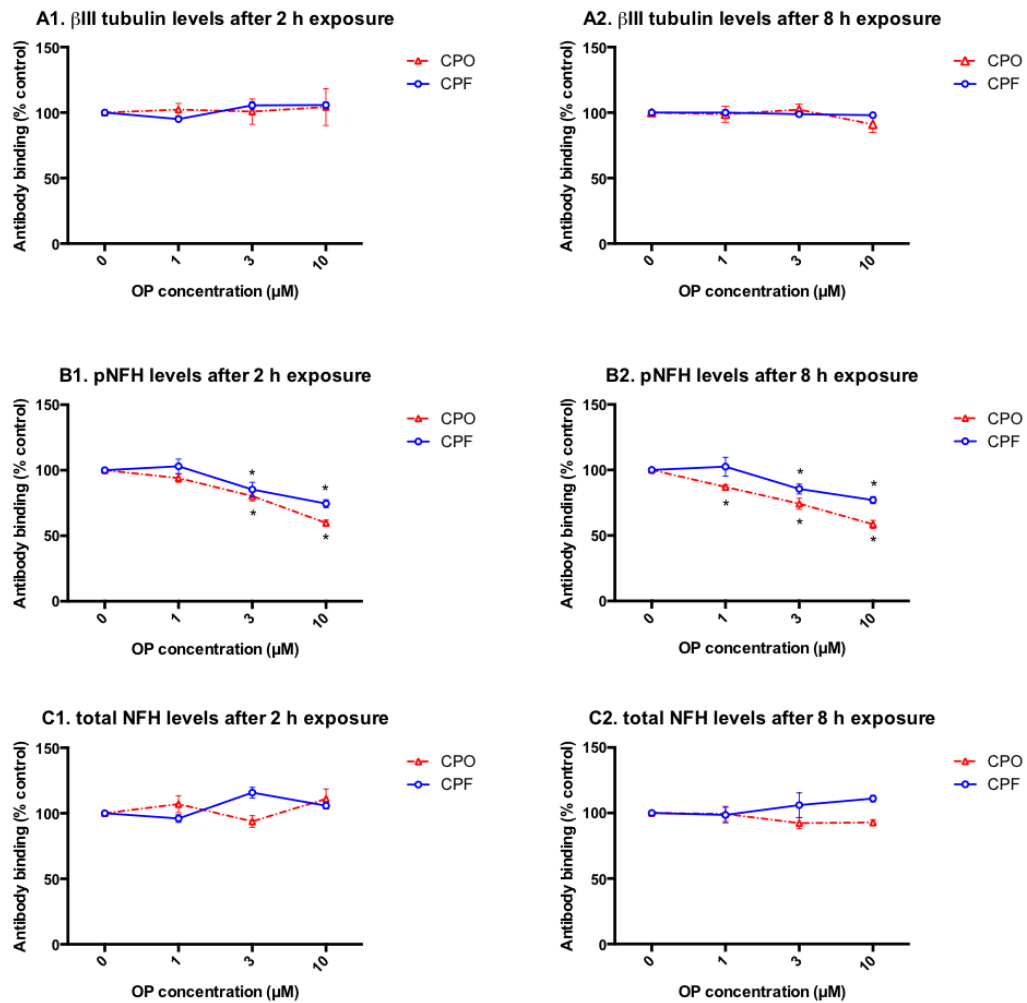 A1. βIII tubulin levels after 2 h exposure
Antibody binding (% control)
150
100
50
0
0
1
3
10
OP concentration (µM)
CPO
CPF
A2. βIII tubulin levels after 8 h exposure
Antibody binding (% control)
150
100
50
0
0
1
3
10
OP concentration (µM)
CPO
CPF
B1. pNFH levels after 2 h exposure
Antibody binding (% control)
150
100
50
0
*
*
*
*
0
1
3
10
OP concentration (µM)
CPO
CPF
B2. pNFH levels after 8 h exposure
Antibody binding (% control)
150
100
50
0
*
*
*
*
*
0
1
3
10
OP concentration (µM)
CPO
CPF
C1. total NFH levels after 2 h exposure
Antibody binding (% control)
150
100
50
0
0
1
3
10
OP concentration (µM)
CPO
CPF
C2. total NFH levels after 8 h exposure
Antibody binding (% control)
150
100
50
0
0
1
3
10
OP concentration (µM)
CPO
CPF